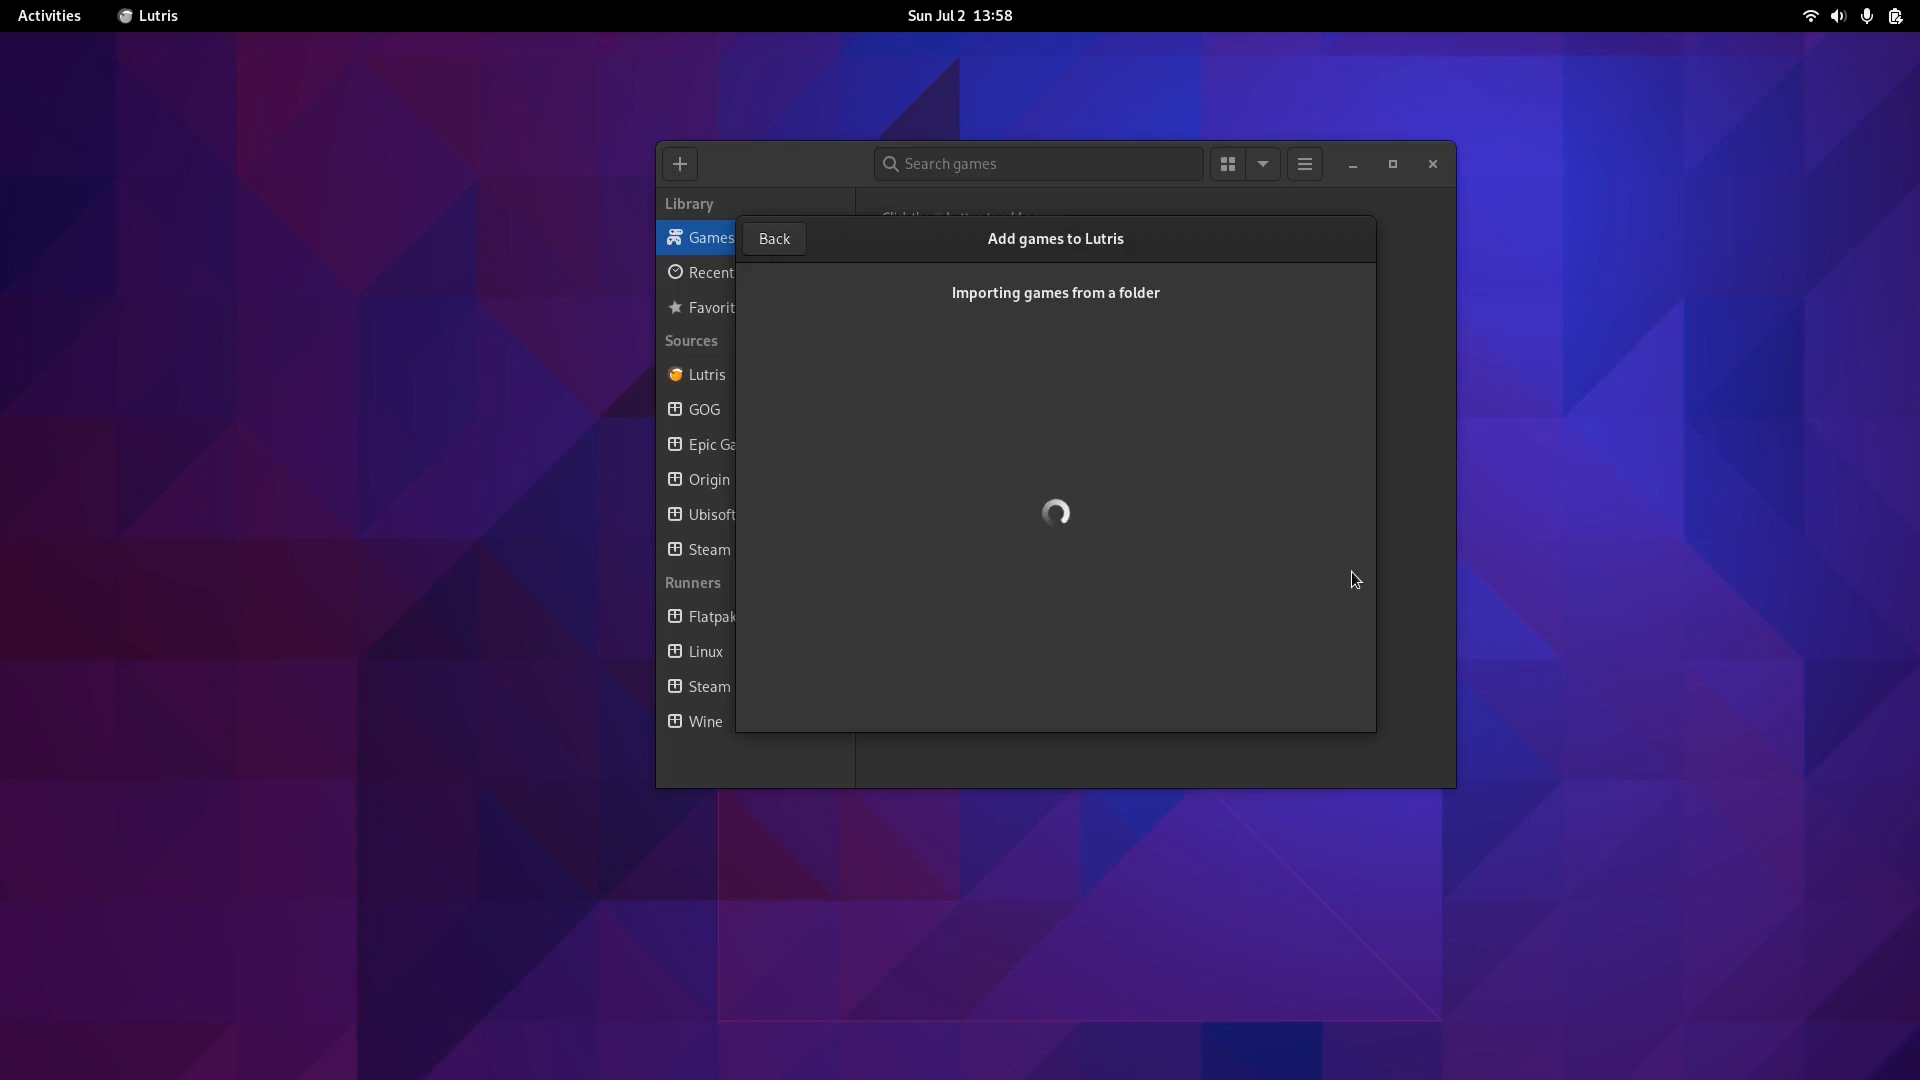 Activities
Lutris
Sun Jul 2 13:58
Search games
Library
Games
Recent
Favorit
Sources
Lutris
GOG
Epic Ga
Origin
Ubisoft
Steam
Runners
Flatpak
Linux
Steam
Wine
Back
Add games to Lutris
Importing games from a folder